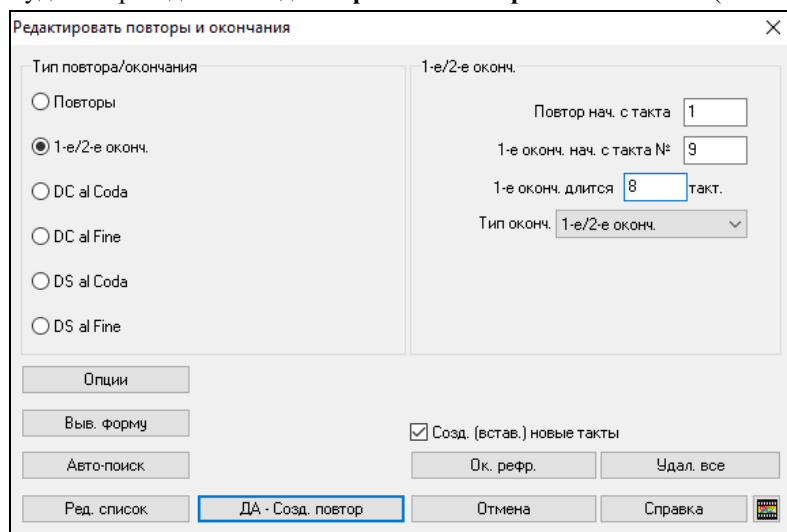 Редактировать повторы и окончания
Тип повтора/окончания
Повторы
1-е/2-е оконч.
DC al Coda
DC al Fine
DS al Coda
DS al Fine
1-е/2-е оконч.
Повтор нач. с такта 1
1-е оконч. нач. с такта № 9
1-е оконч. длится 8 такт.
Тип оконч. 1-е/2-е оконч.
Опции
Выв. форму
Созд. (встав.) новые такты
Авто-поиск Ок. рефр. Удал. все
Ред. список ДА - Созд. повтор Отмена Справка